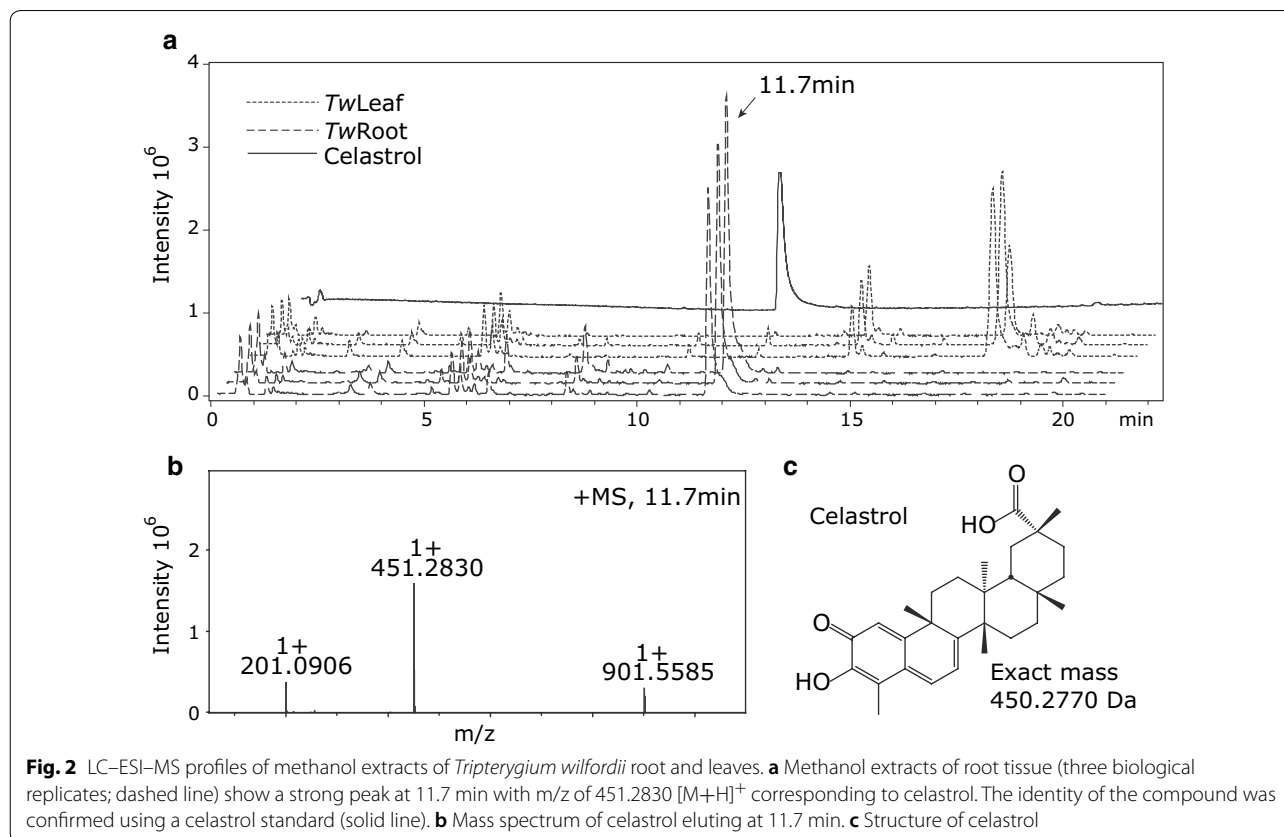 a
4
3
2
1
0
Intensity 10⁶
TwLeaf
TwRoot
Celastrol
11.7min
0 5 10 15 20 min
b
+MS, 11.7min
2
1
0
Intensity 10⁶
1+
201.0906
1+
451.2830
1+
901.5585
m/z
c
Celastrol
O
HO
O
HO
Exact mass
450.2770 Da
Fig. 2 LC–ESI–MS profiles of methanol extracts of Tripterygium wilfordii root and leaves. a Methanol extracts of root tissue (three biological
replicates; dashed line) show a strong peak at 11.7 min with m/z of 451.2830 [M+H]⁺ corresponding to celastrol. The identity of the compound was
confirmed using a celastrol standard (solid line). b Mass spectrum of celastrol eluting at 11.7 min. c Structure of celastrol